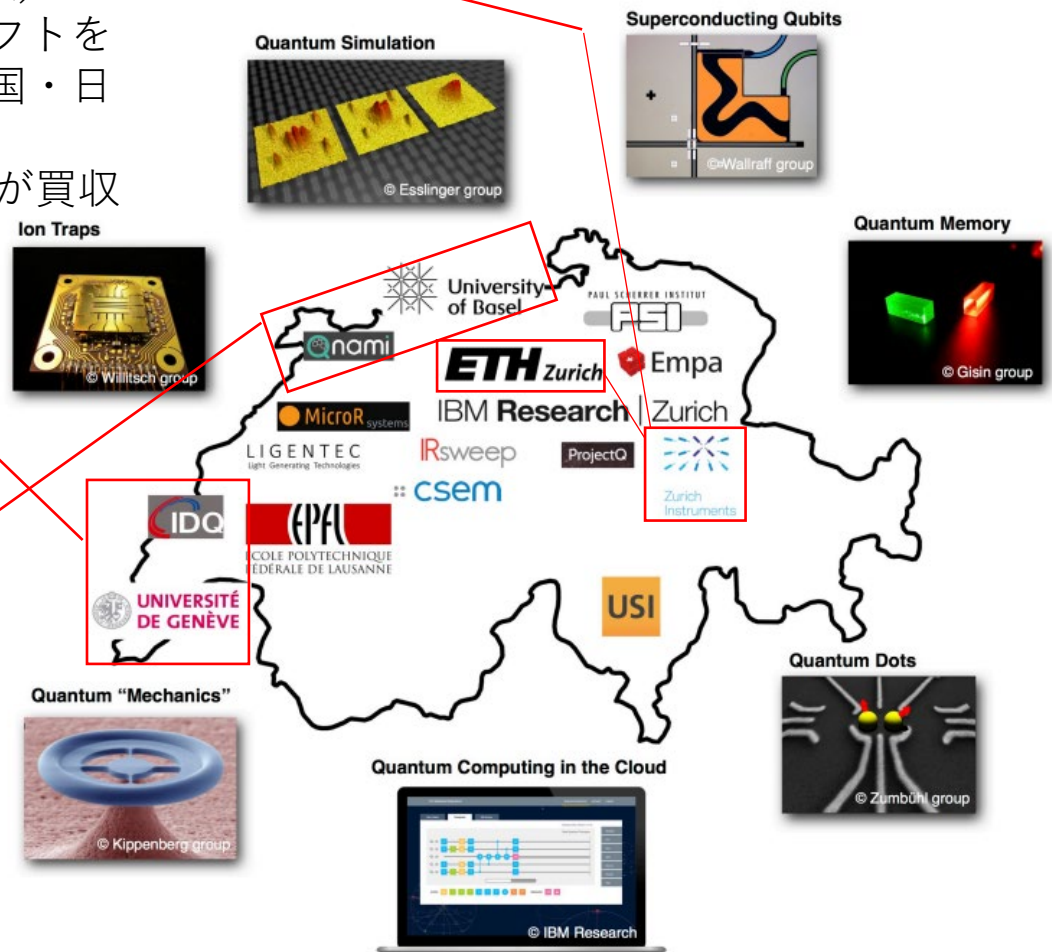 フトを
国・日
が買収
Superconducting Qubits
© Wallraff group
Quantum Simulation
© Esslinger group
Ion Traps
© Willitsch group
Quantum Memory
© Gisin group
University
of Basel
PAUL SCHERRER INSTITUT
PSI
Qnami
ETH Zurich
Empa
MicroR systems
IBM Research | Zurich
LIGENTEC
Light Generating Technologies
IRsweep
ProjectQ
Zurich
Instruments
:: csem
IDQ
EPFL
ECOLE POLYTECHNIQUE
FÉDÉRALE DE LAUSANNE
UNIVERSITÉ
DE GENÈVE
USI
Quantum Dots
© Zumbühl group
Quantum “Mechanics”
© Kippenberg group
Quantum Computing in the Cloud
© IBM Research